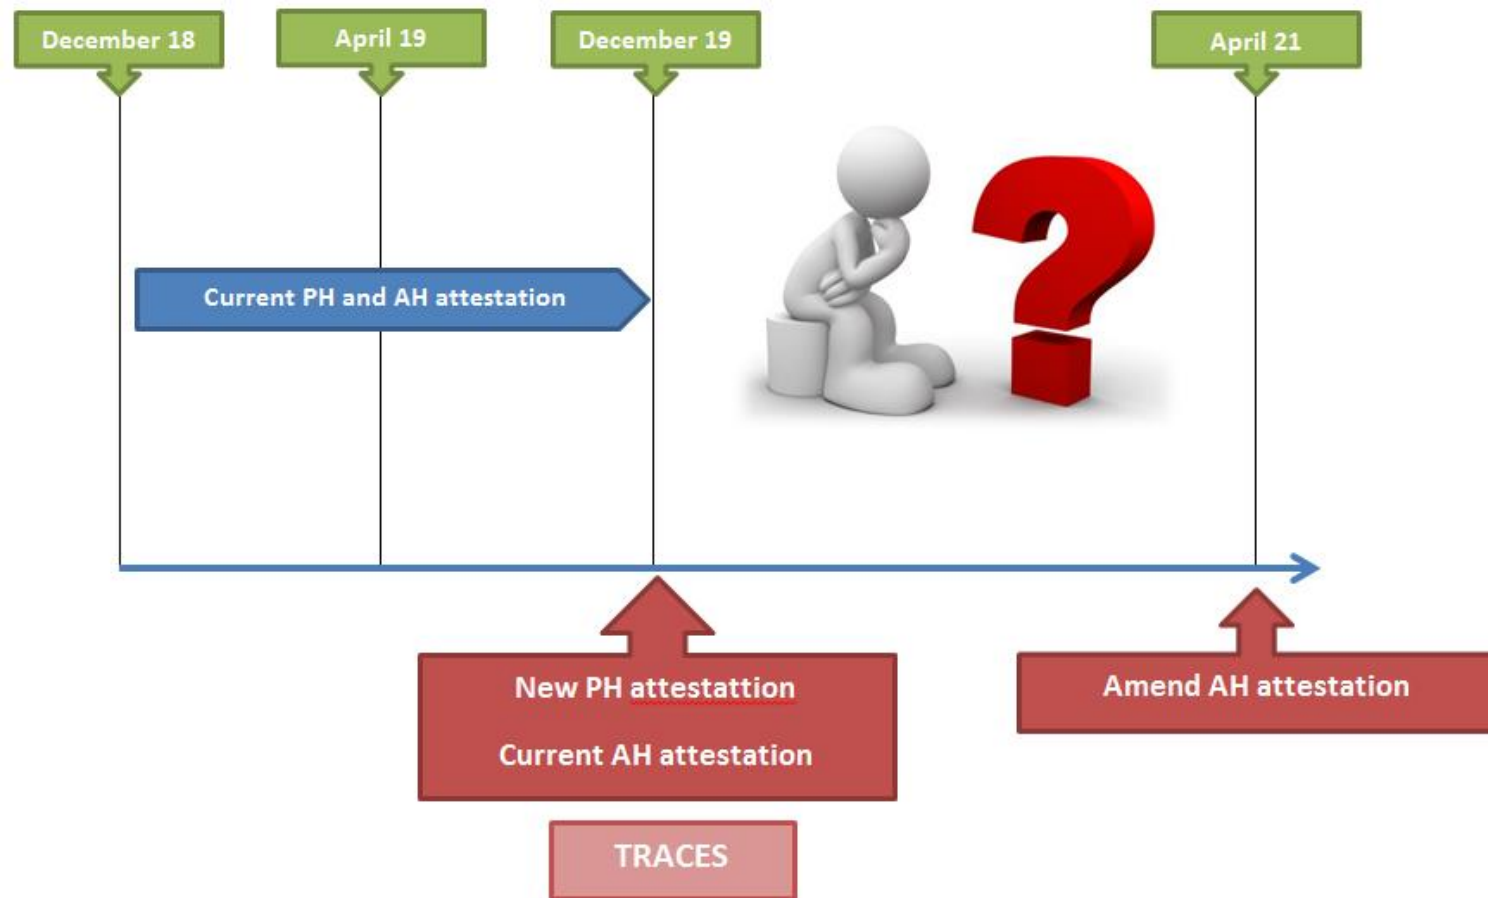 December 18
April 19
December 19
April 21
Current PH and AH attestation
New PH attestattion
Current AH attestation
Amend AH attestation
TRACES